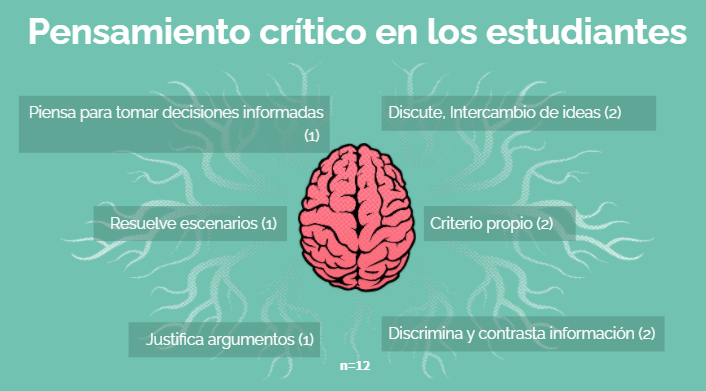 Pensamiento crítico en los estudiantes
Piensa para tomar decisiones informadas
(1)
Discute, Intercambio de ideas (2)
Resuelve escenarios (1)
Criterio propio (2)
Justifica argumentos (1)
Discrimina y contrasta información (2)
n=12